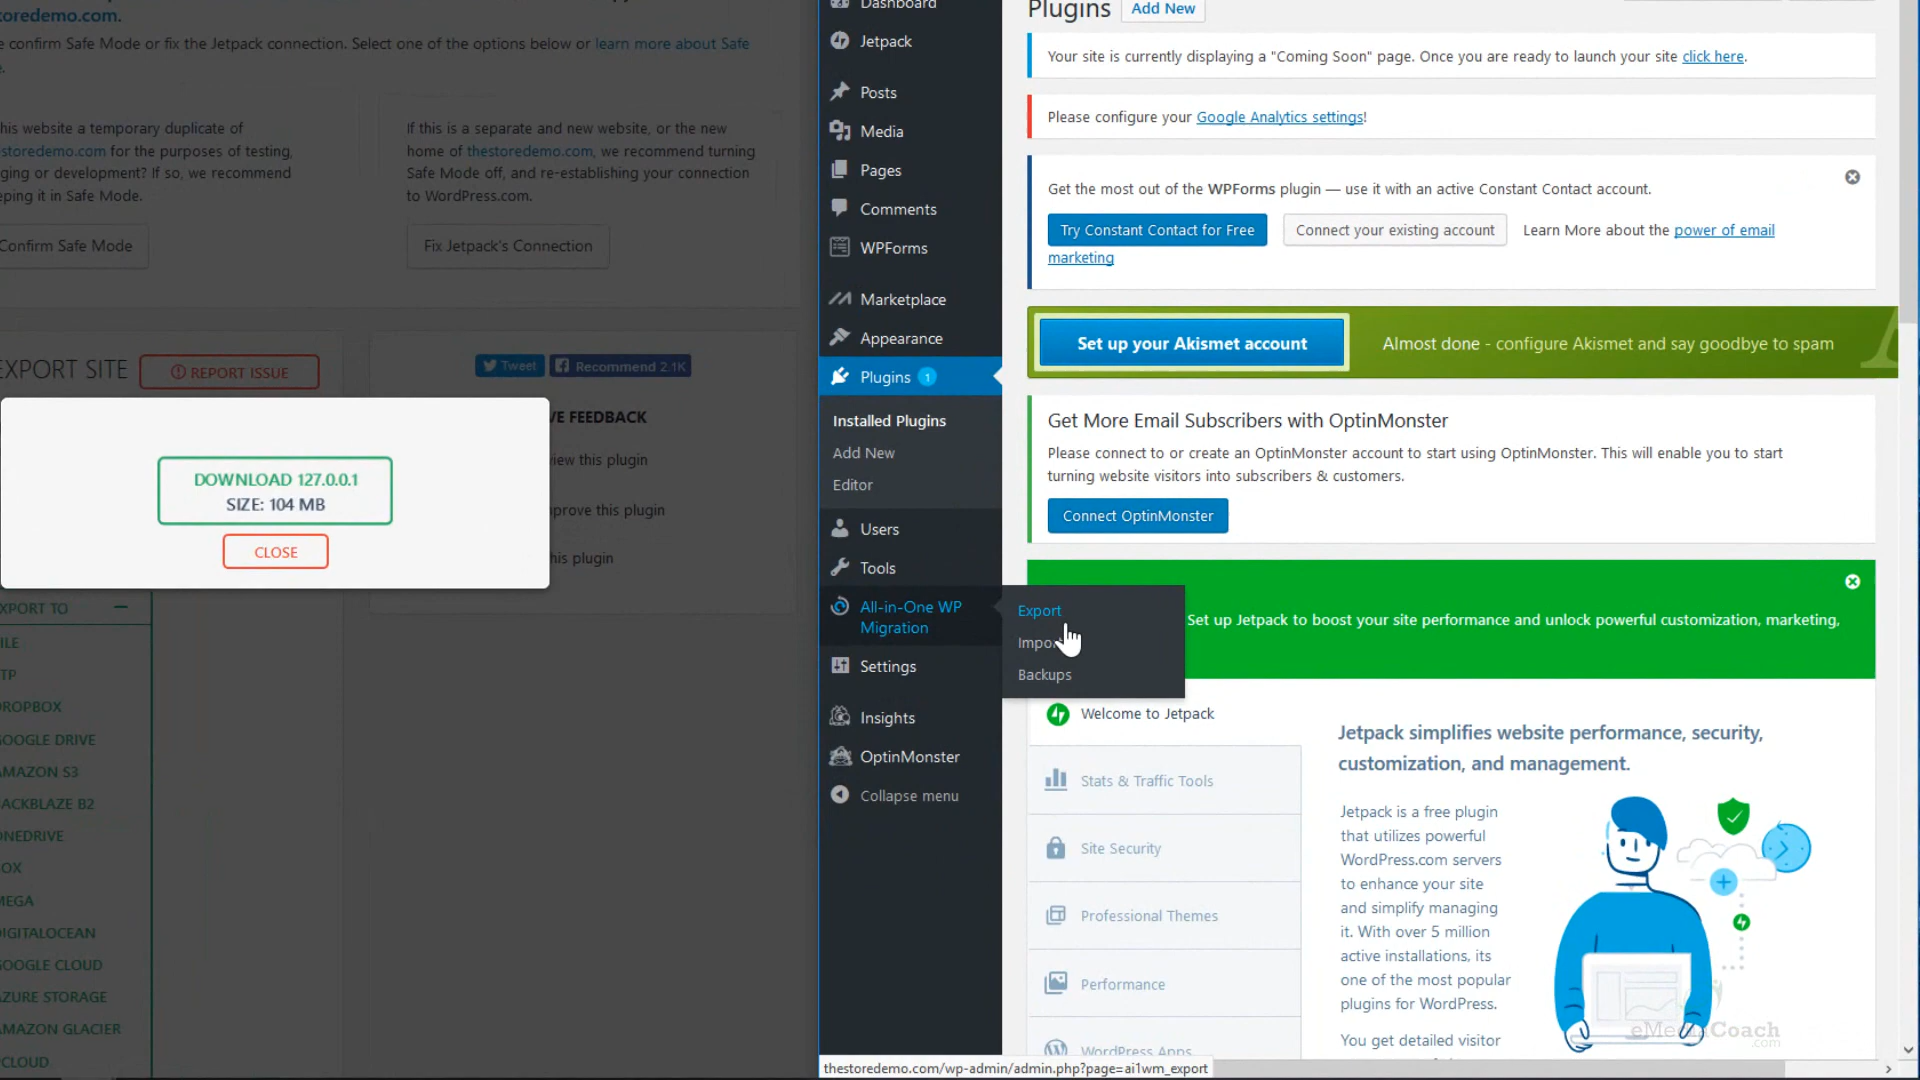 storedemo.com.
confirm Safe Mode or fix the Jetpack connection. Select one of the options below or learn more about Safe
his website a temporary duplicate of
storedemo.com for the purposes of testing,
ging or development? If so, we recommend
eping it in Safe Mode.
Confirm Safe Mode
If this is a separate and new website, or the new
home of thestoredemo.com, we recommend turning
Safe Mode off, and re-establishing your connection
to WordPress.com.
Fix Jetpack's Connection
EXPORT SITE
REPORT ISSUE
Tweet
Recommend 2.1K
VE FEEDBACK
view this plugin
prove this plugin
his plugin
DOWNLOAD 127.0.0.1
SIZE: 104 MB
CLOSE
XPORT TO
ILE
TP
DROPBOX
GOOGLE DRIVE
AMAZON S3
BACKBLAZE B2
ONEDRIVE
OX
MEGA
DIGITALOCEAN
GOOGLE CLOUD
AZURE STORAGE
AMAZON GLACIER
PCLOUD
Dashboard
Jetpack
Posts
Media
Pages
Comments
WPForms
Marketplace
Appearance
Plugins 1
Installed Plugins
Add New
Editor
Users
Tools
All-in-One WP
Migration
Settings
Insights
OptinMonster
Collapse menu
Export
Impo
Backups
Plugins
Add New
Your site is currently displaying a "Coming Soon" page. Once you are ready to launch your site click here.
Please configure your Google Analytics settings!
Get the most out of the WPForms plugin — use it with an active Constant Contact account.
Try Constant Contact for Free
Connect your existing account
Learn More about the power of email
marketing
Set up your Akismet account
Almost done - configure Akismet and say goodbye to spam
A
Get More Email Subscribers with OptinMonster
Please connect to or create an OptinMonster account to start using OptinMonster. This will enable you to start
turning website visitors into subscribers & customers.
Connect OptinMonster
Set up Jetpack to boost your site performance and unlock powerful customization, marketing,
Welcome to Jetpack
Stats & Traffic Tools
Site Security
Professional Themes
Performance
WordPress Apps
Jetpack simplifies website performance, security,
customization, and management.
Jetpack is a free plugin
that utilizes powerful
WordPress.com servers
to enhance your site
and simplify managing
it. With over 5 million
active installations, its
one of the most popular
plugins for WordPress.
You get detailed visitor
eMediaCoach
.com
thestoredemo.com/wp-admin/admin.php?page=ai1wm_export